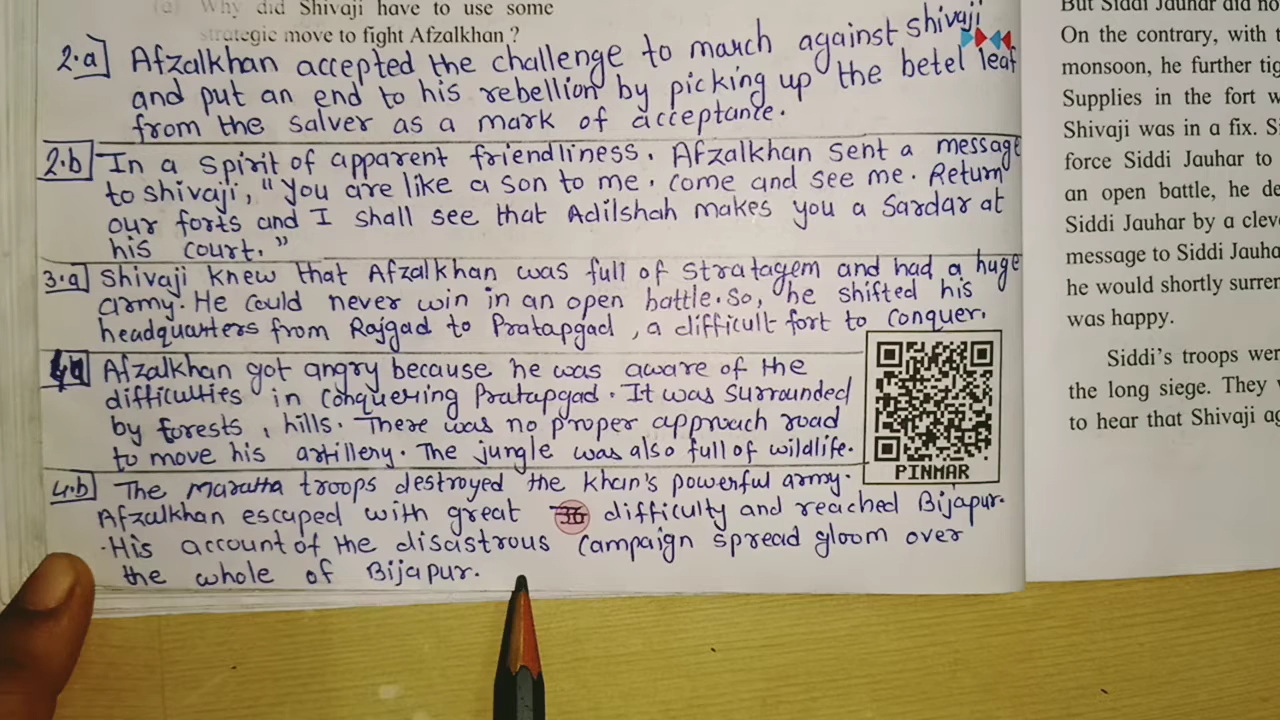 (a) Why did Shivaji have to use some
strategic move to fight Afzalkhan ?
2.a) Afzalkhan accepted the challenge to march against shivaji
and put an end to his rebellion by picking up the betel leaf
from the salver as a mark of acceptance.
2.b) In a spirit of apparent friendliness. Afzalkhan sent a message
to shivaji, "You are like a son to me. Come and see me. Return
our forts and I shall see that Adilshah makes you a Sardar at
his court."
3.a) Shivaji knew that Afzalkhan was full of stratagem and had a huge
army. He could never win in an open battle. So, he shifted his
headquarters from Rajgad to Pratapgad, a difficult fort to conquer.
4a) Afzalkhan got angry because he was aware of the
difficulties in conquering Pratapgad. It was surrounded
by forests, hills. There was no proper approach road
to move his artillery. The jungle was also full of wildlife.
PINMAR
4.b) The Maratha troops destroyed the khan's powerful army.
Afzalkhan escaped with great 36 difficulty and reached Bijapur.
His account of the disastrous campaign spread gloom over
the whole of Bijapur.
But Siddi Jauhar did no
On the contrary, with t
monsoon, he further tig
Supplies in the fort w
Shivaji was in a fix. S
force Siddi Jauhar to
an open battle, he de
Siddi Jauhar by a clev
message to Siddi Jauha
he would shortly surren
was happy.
Siddi's troops wer
the long siege. They
to hear that Shivaji ag